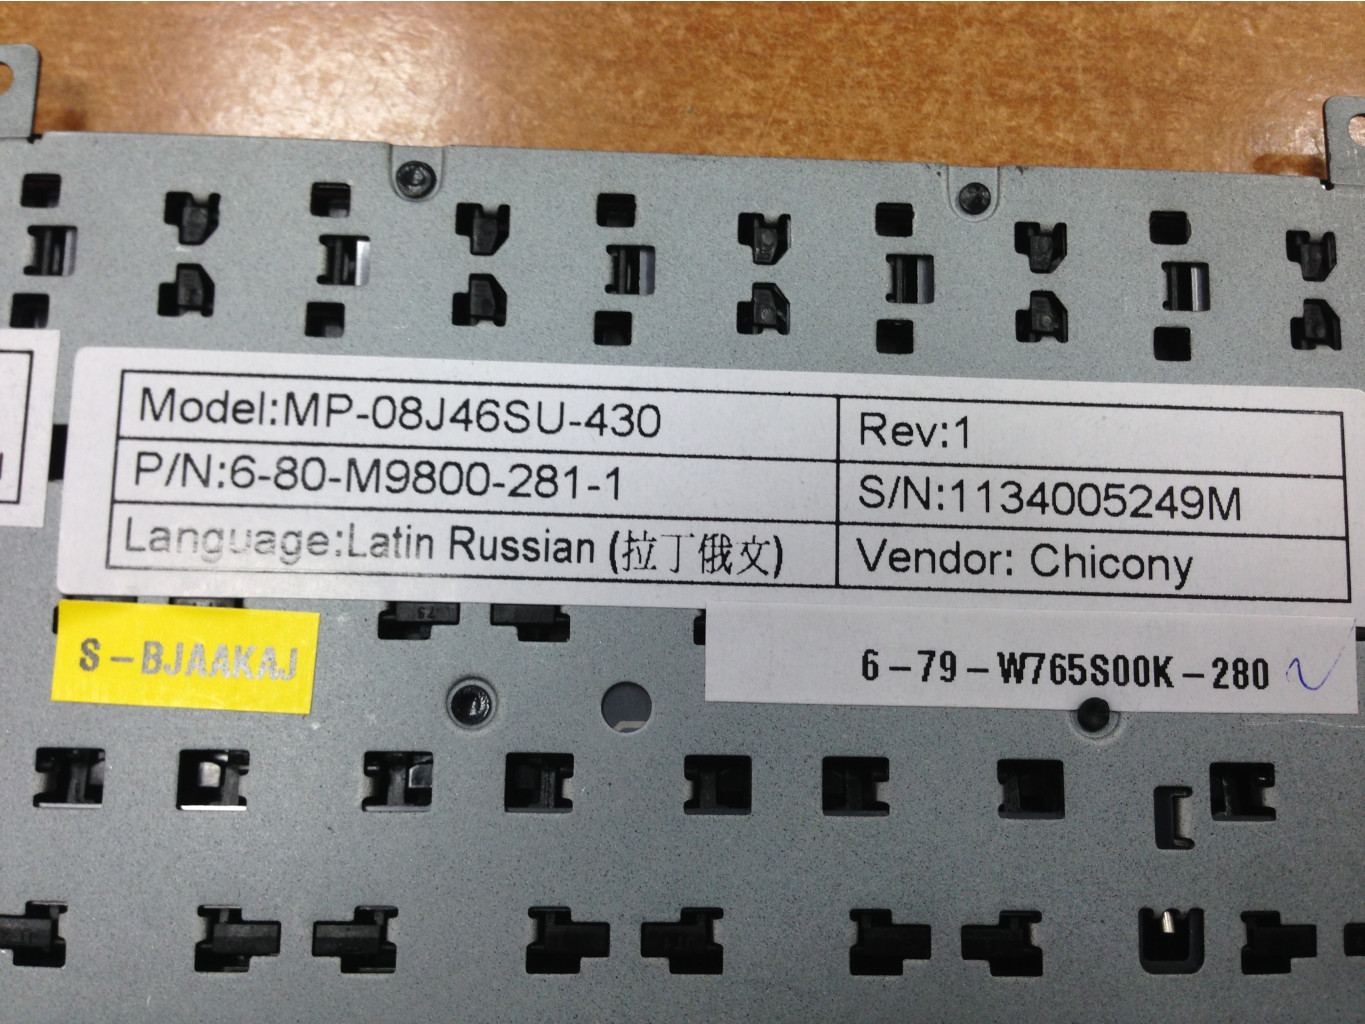 Model:MP-08J46SU-430
Rev:1
P/N:6-80-M9800-281-1
S/N:1134005249M
Language:Latin Russian (拉丁俄文)
Vendor: Chicony
S-BJAAKAJ
6-79-W765S00K-280